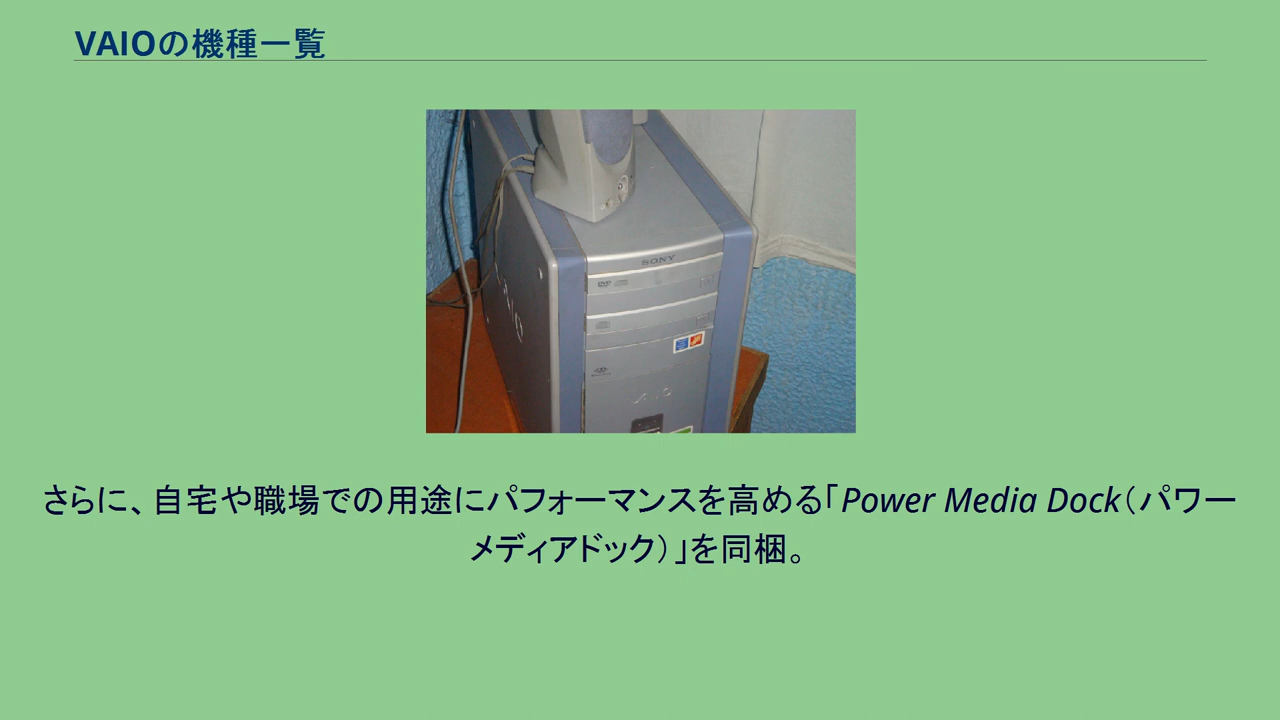 VAIOの機種一覧
SONY
VAIO
VAIO
さらに、自宅や職場での用途にパフォーマンスを高める「Power Media Dock（パワー
メディアドック）」を同梱。